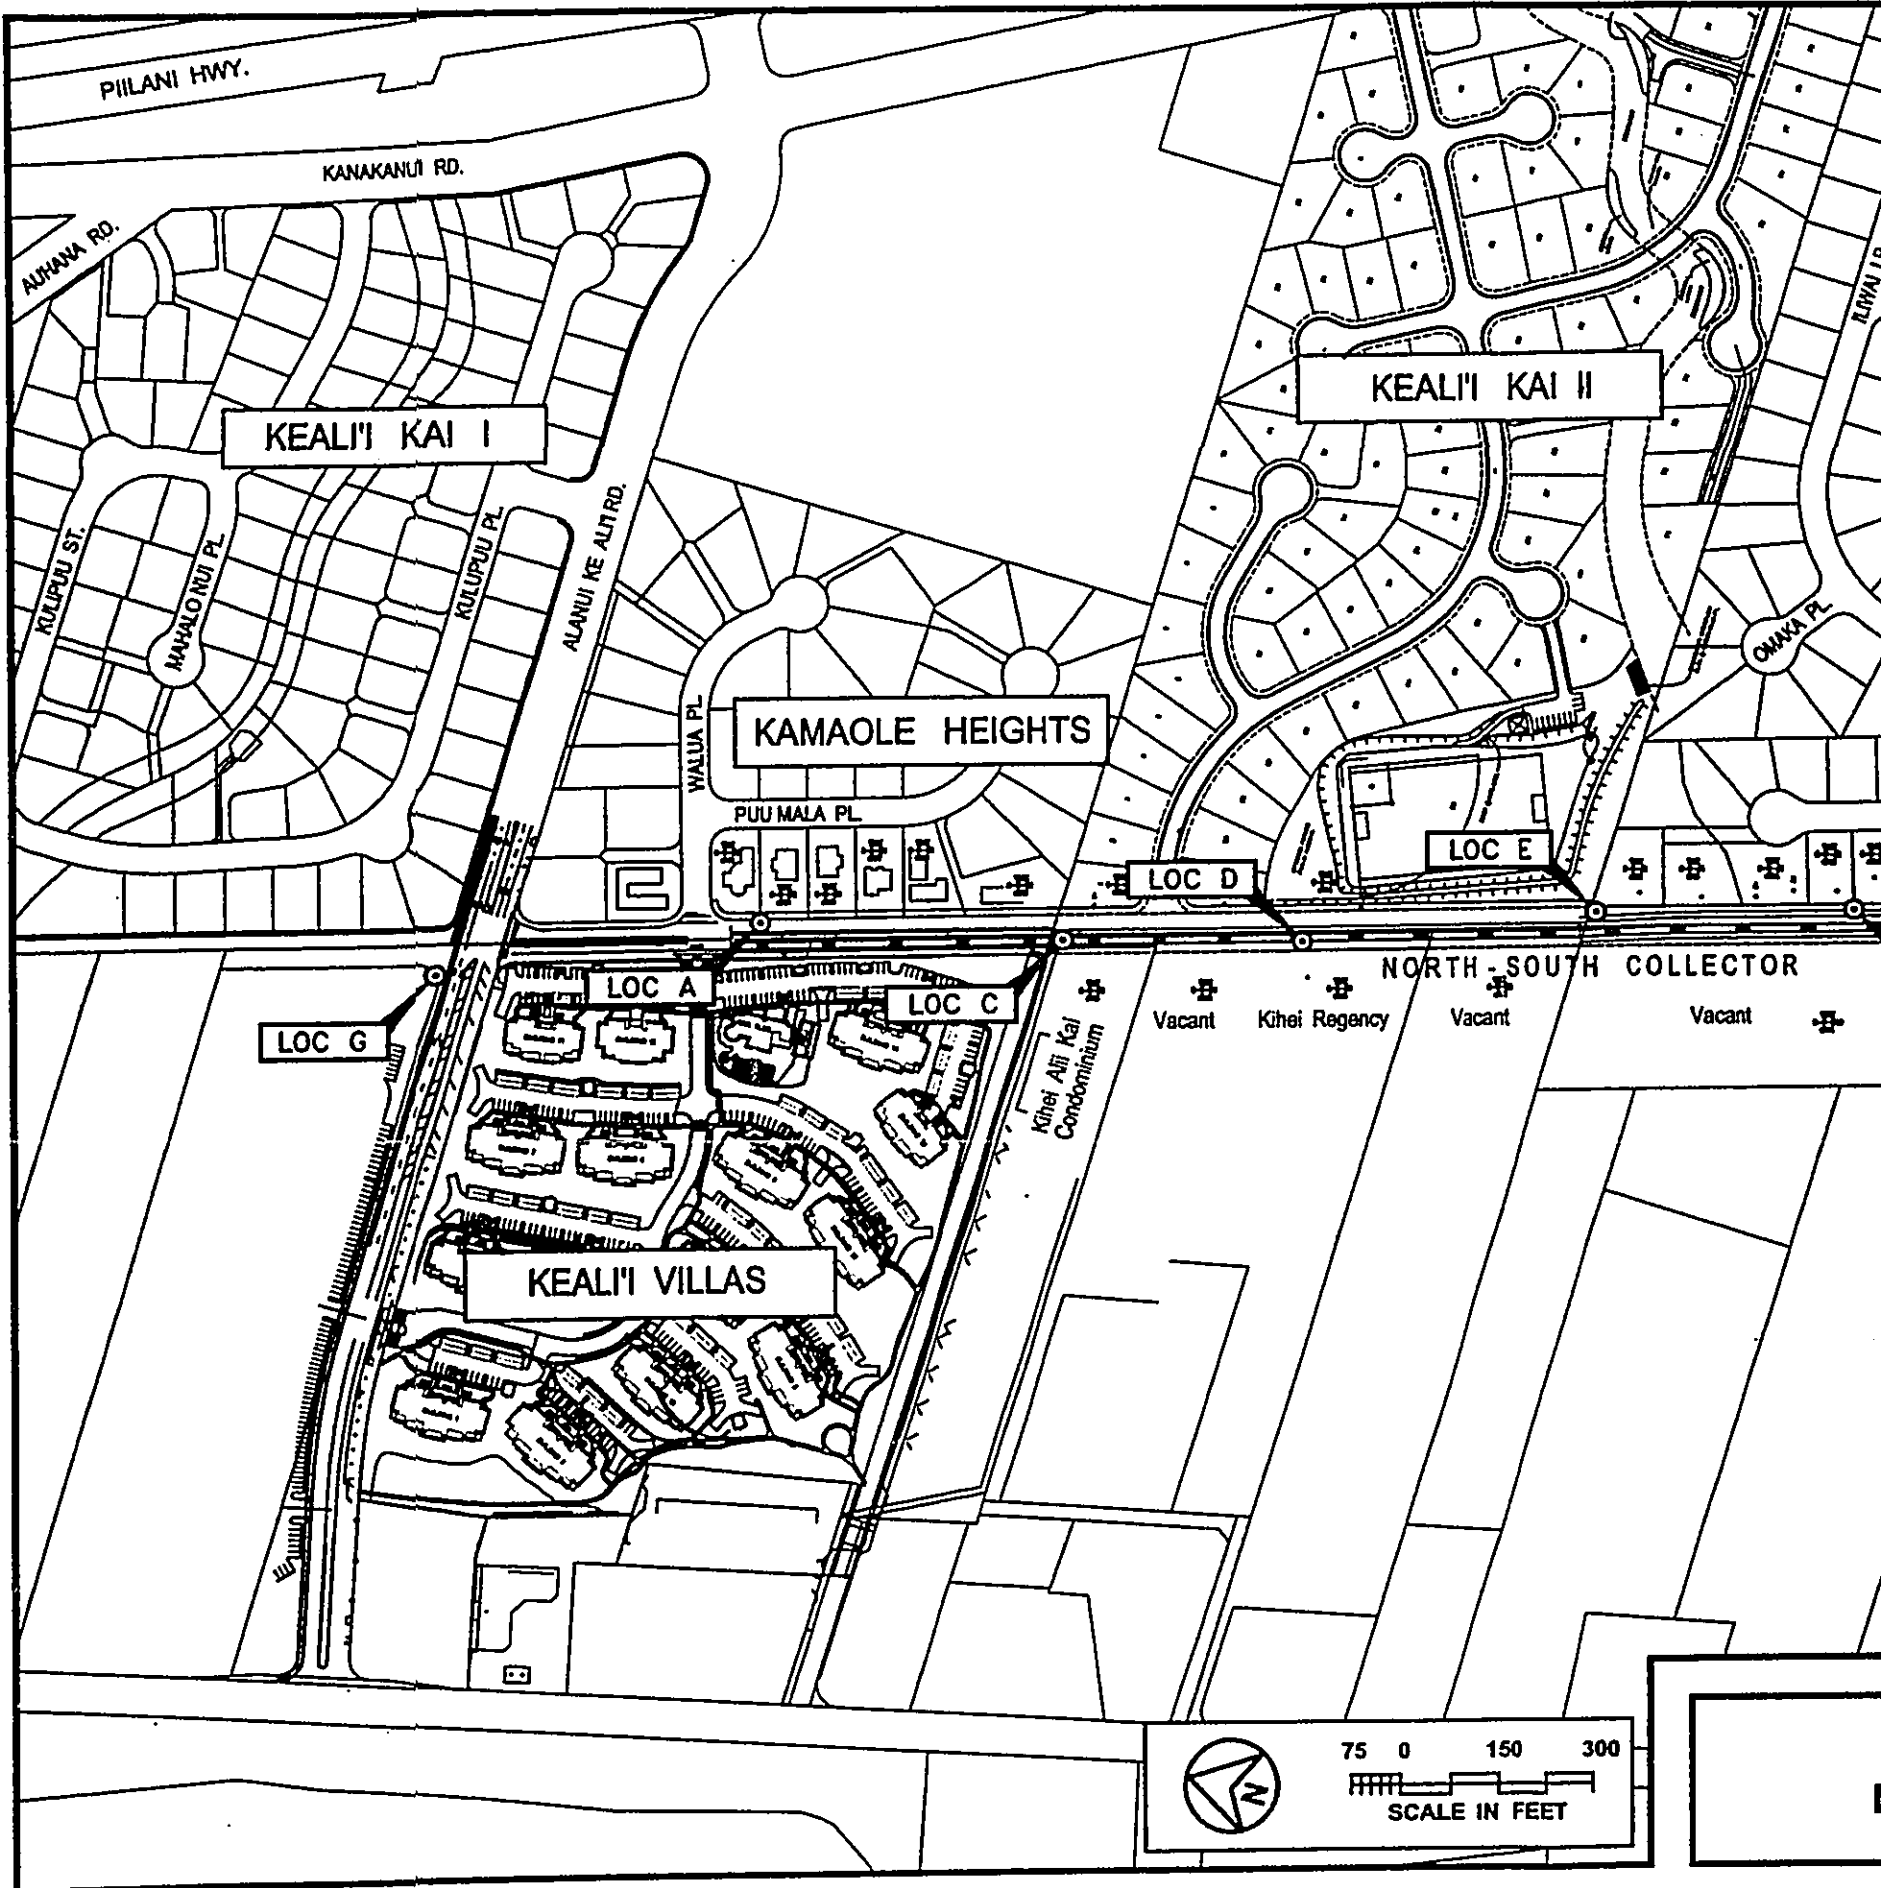 PIILANI HWY.
KANAKANUI RD.
AUHANA RD.
KEALI'I KAI I
KEALI'I KAI II
KULIPUU ST.
MAHALO NUI PL.
KULUPUU PL.
ALANUI KE ALI'I RD.
OMAKA PL.
WALUA PL.
KAMAOLE HEIGHTS
PUU MALA PL.
LOC E
LOC D
NORTH-SOUTH COLLECTOR
LOC A
LOC C
LOC G
Vacant
Kihei Regency
Vacant
Vacant
Kihei Alii Kai
Condominium
KEALI'I VILLAS
N
75 0 150 300
SCALE IN FEET